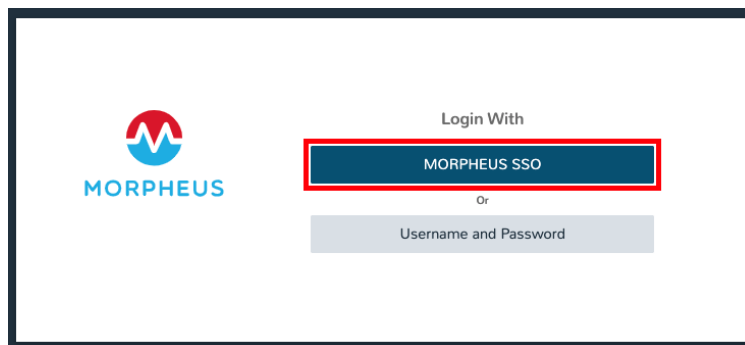 MORPHEUS
Login With
MORPHEUS SSO
Or
Username and Password